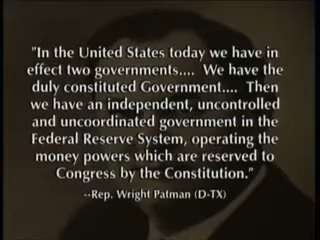 "In the United States today we have in
effect two governments.... We have the
duly constituted Government.... Then
we have an independent, uncontrolled
and uncoordinated government in the
Federal Reserve System, operating the
money powers which are reserved to
Congress by the Constitution."
--Rep. Wright Patman (D-TX)